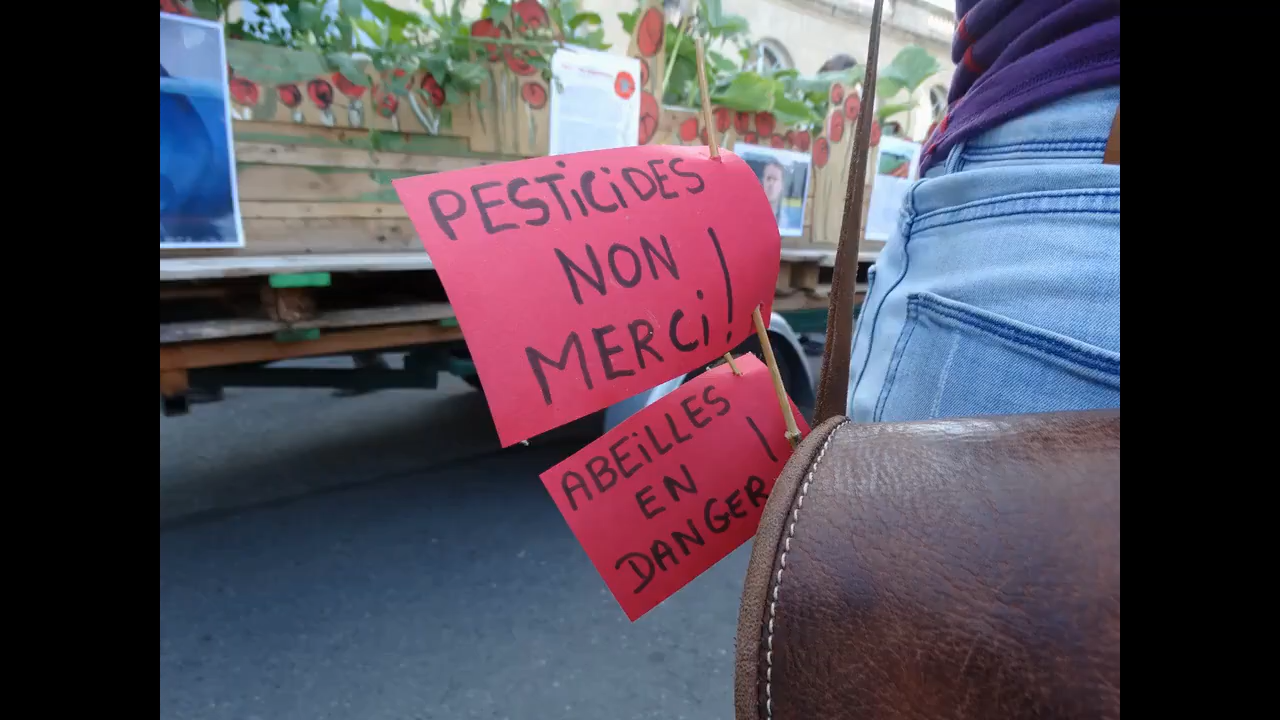 PESTiCiDES
NON
MERCi !
ABEiLLES
EN
DANGER !